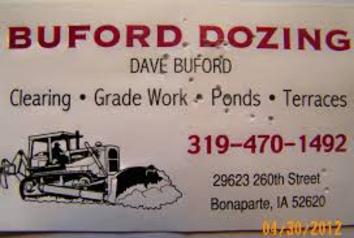 BUFORD DOZING
DAVE BUFORD
Clearing • Grade Work • Ponds • Terraces
319-470-1492
29623 260th Street
Bonaparte, IA 52620
04/30/2012